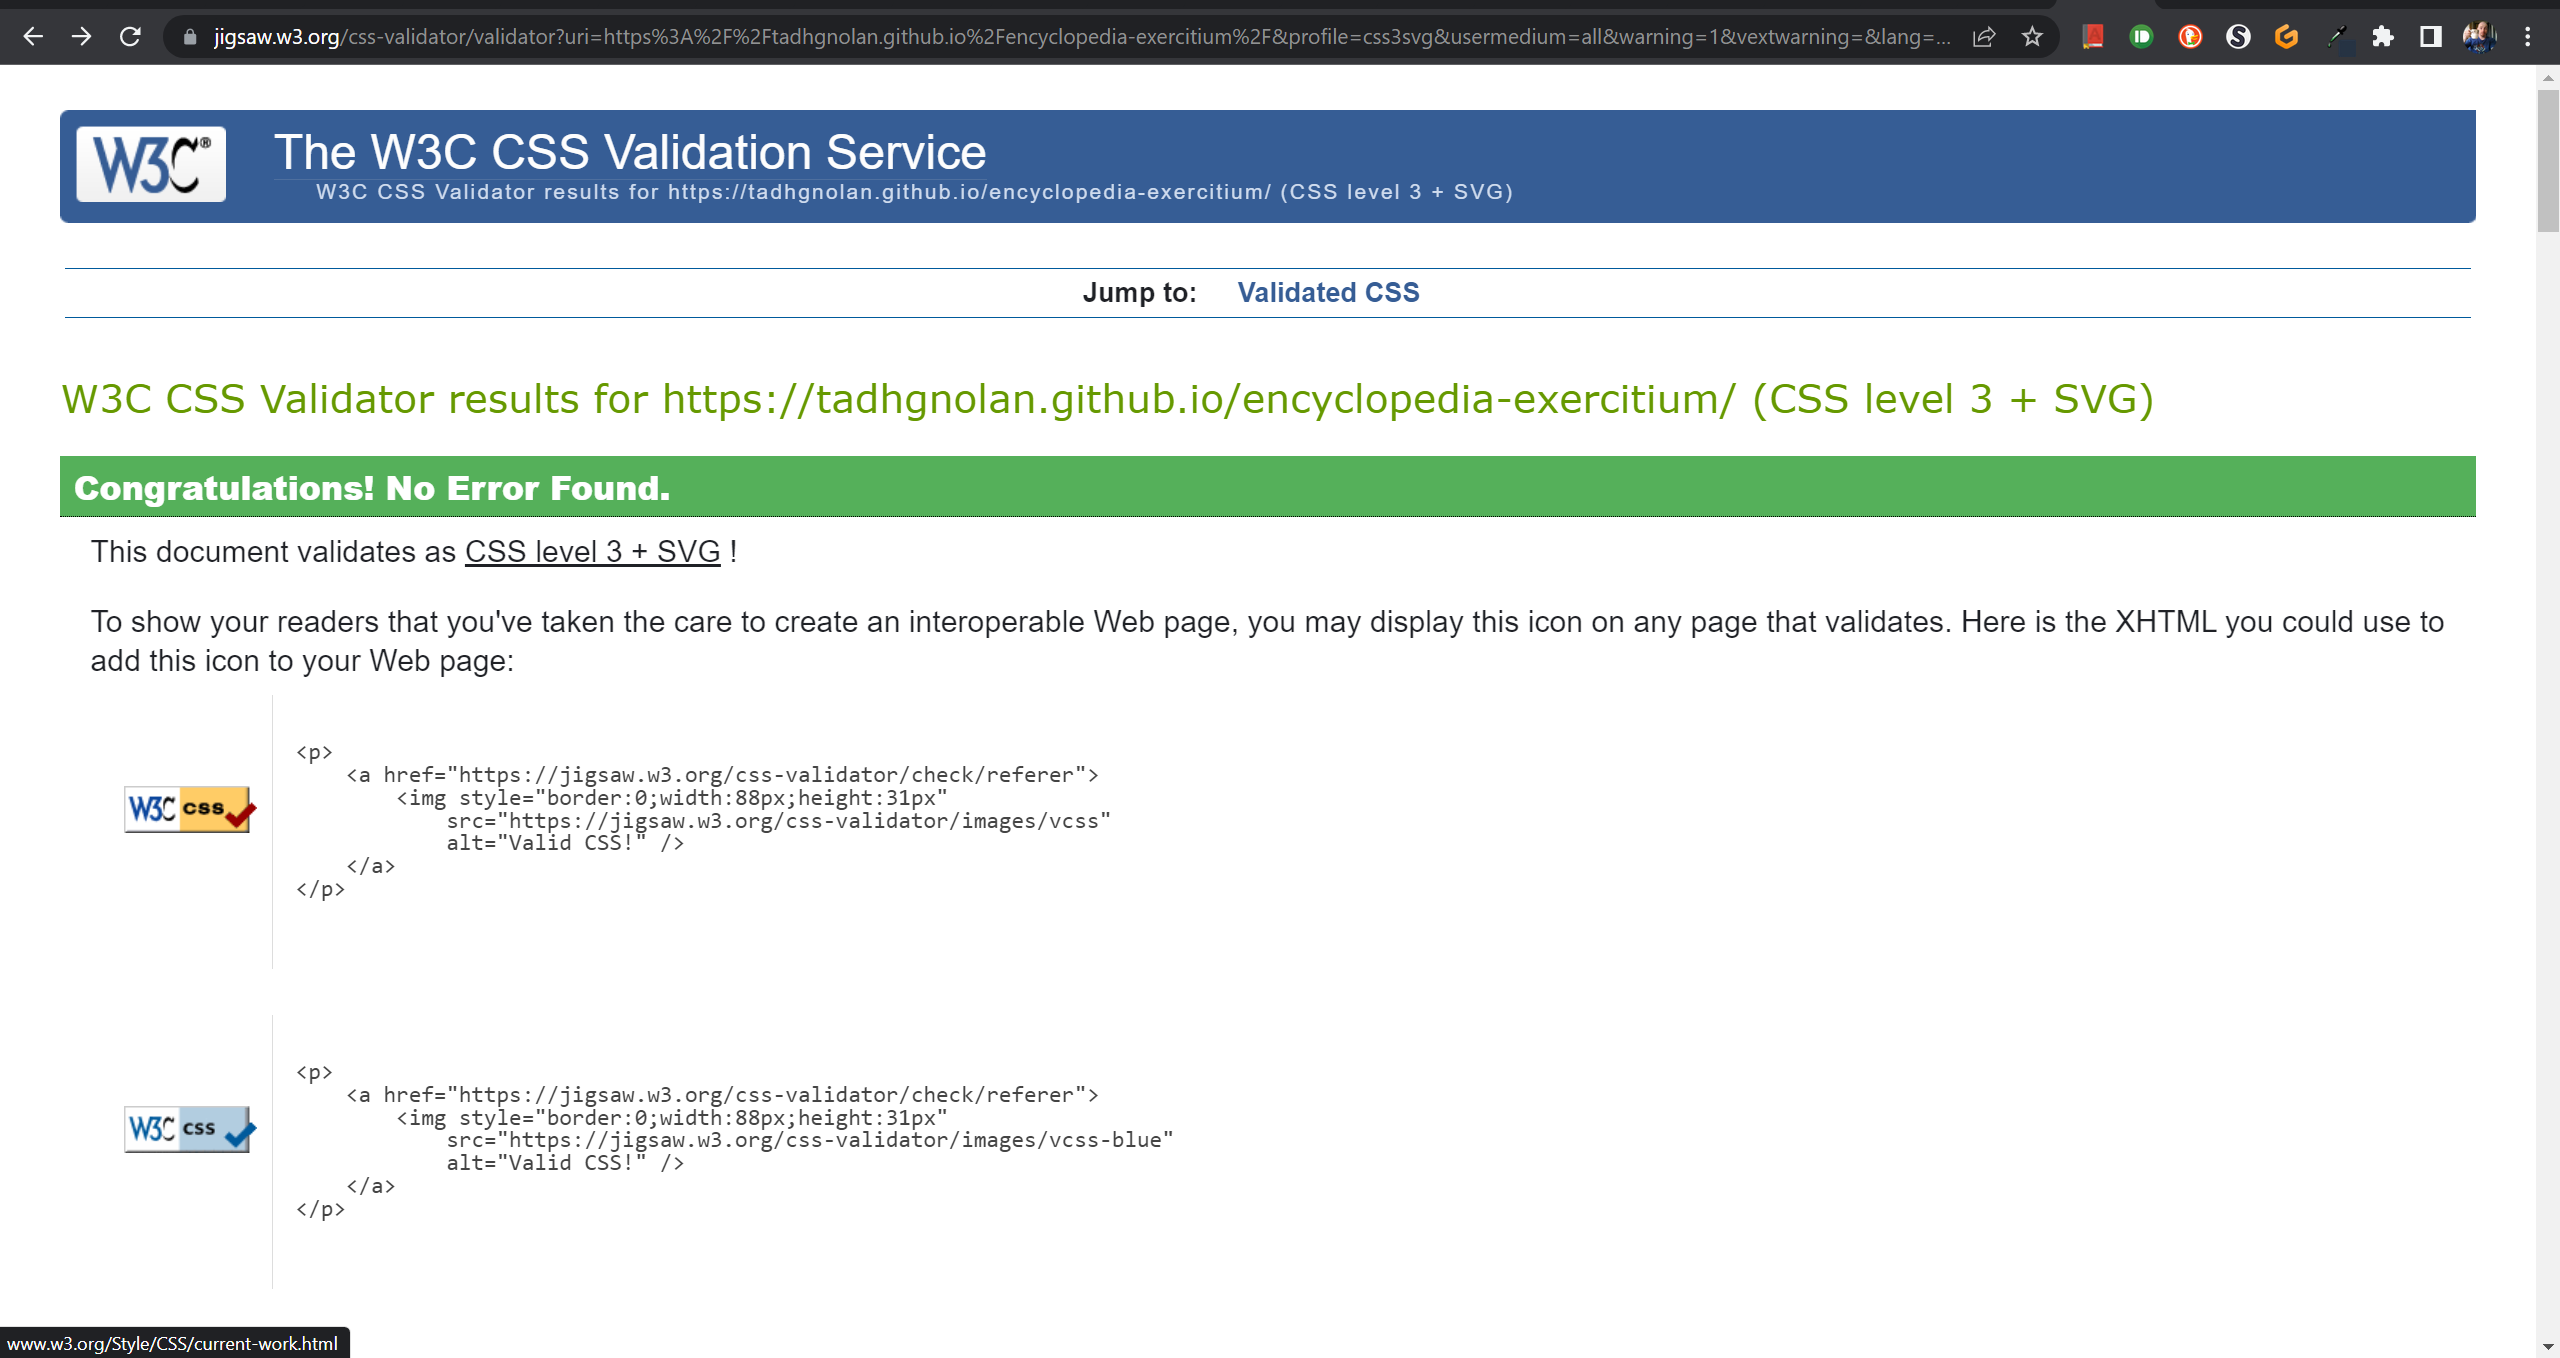 jigsaw.w3.org/css-validator/validator?uri=https%3A%2F%2Ftadhgnolan.github.io%2Fencyclopedia-exercitium%2F&profile=css3svg&usermedium=all&warning=1&vextwarning=&lang=...
W3C®
The W3C CSS Validation Service
W3C CSS Validator results for https://tadhgnolan.github.io/encyclopedia-exercitium/ (CSS level 3 + SVG)
Jump to: Validated CSS
W3C CSS Validator results for https://tadhgnolan.github.io/encyclopedia-exercitium/ (CSS level 3 + SVG)
Congratulations! No Error Found.
This document validates as CSS level 3 + SVG !
To show your readers that you've taken the care to create an interoperable Web page, you may display this icon on any page that validates. Here is the XHTML you could use to
add this icon to your Web page:
W3C css
<p>
    <a href="https://jigsaw.w3.org/css-validator/check/referer">
        <img style="border:0;width:88px;height:31px"
            src="https://jigsaw.w3.org/css-validator/images/vcss"
            alt="Valid CSS!" />
    </a>
</p>
W3C css
<p>
    <a href="https://jigsaw.w3.org/css-validator/check/referer">
        <img style="border:0;width:88px;height:31px"
            src="https://jigsaw.w3.org/css-validator/images/vcss-blue"
            alt="Valid CSS!" />
    </a>
</p>
www.w3.org/Style/CSS/current-work.html